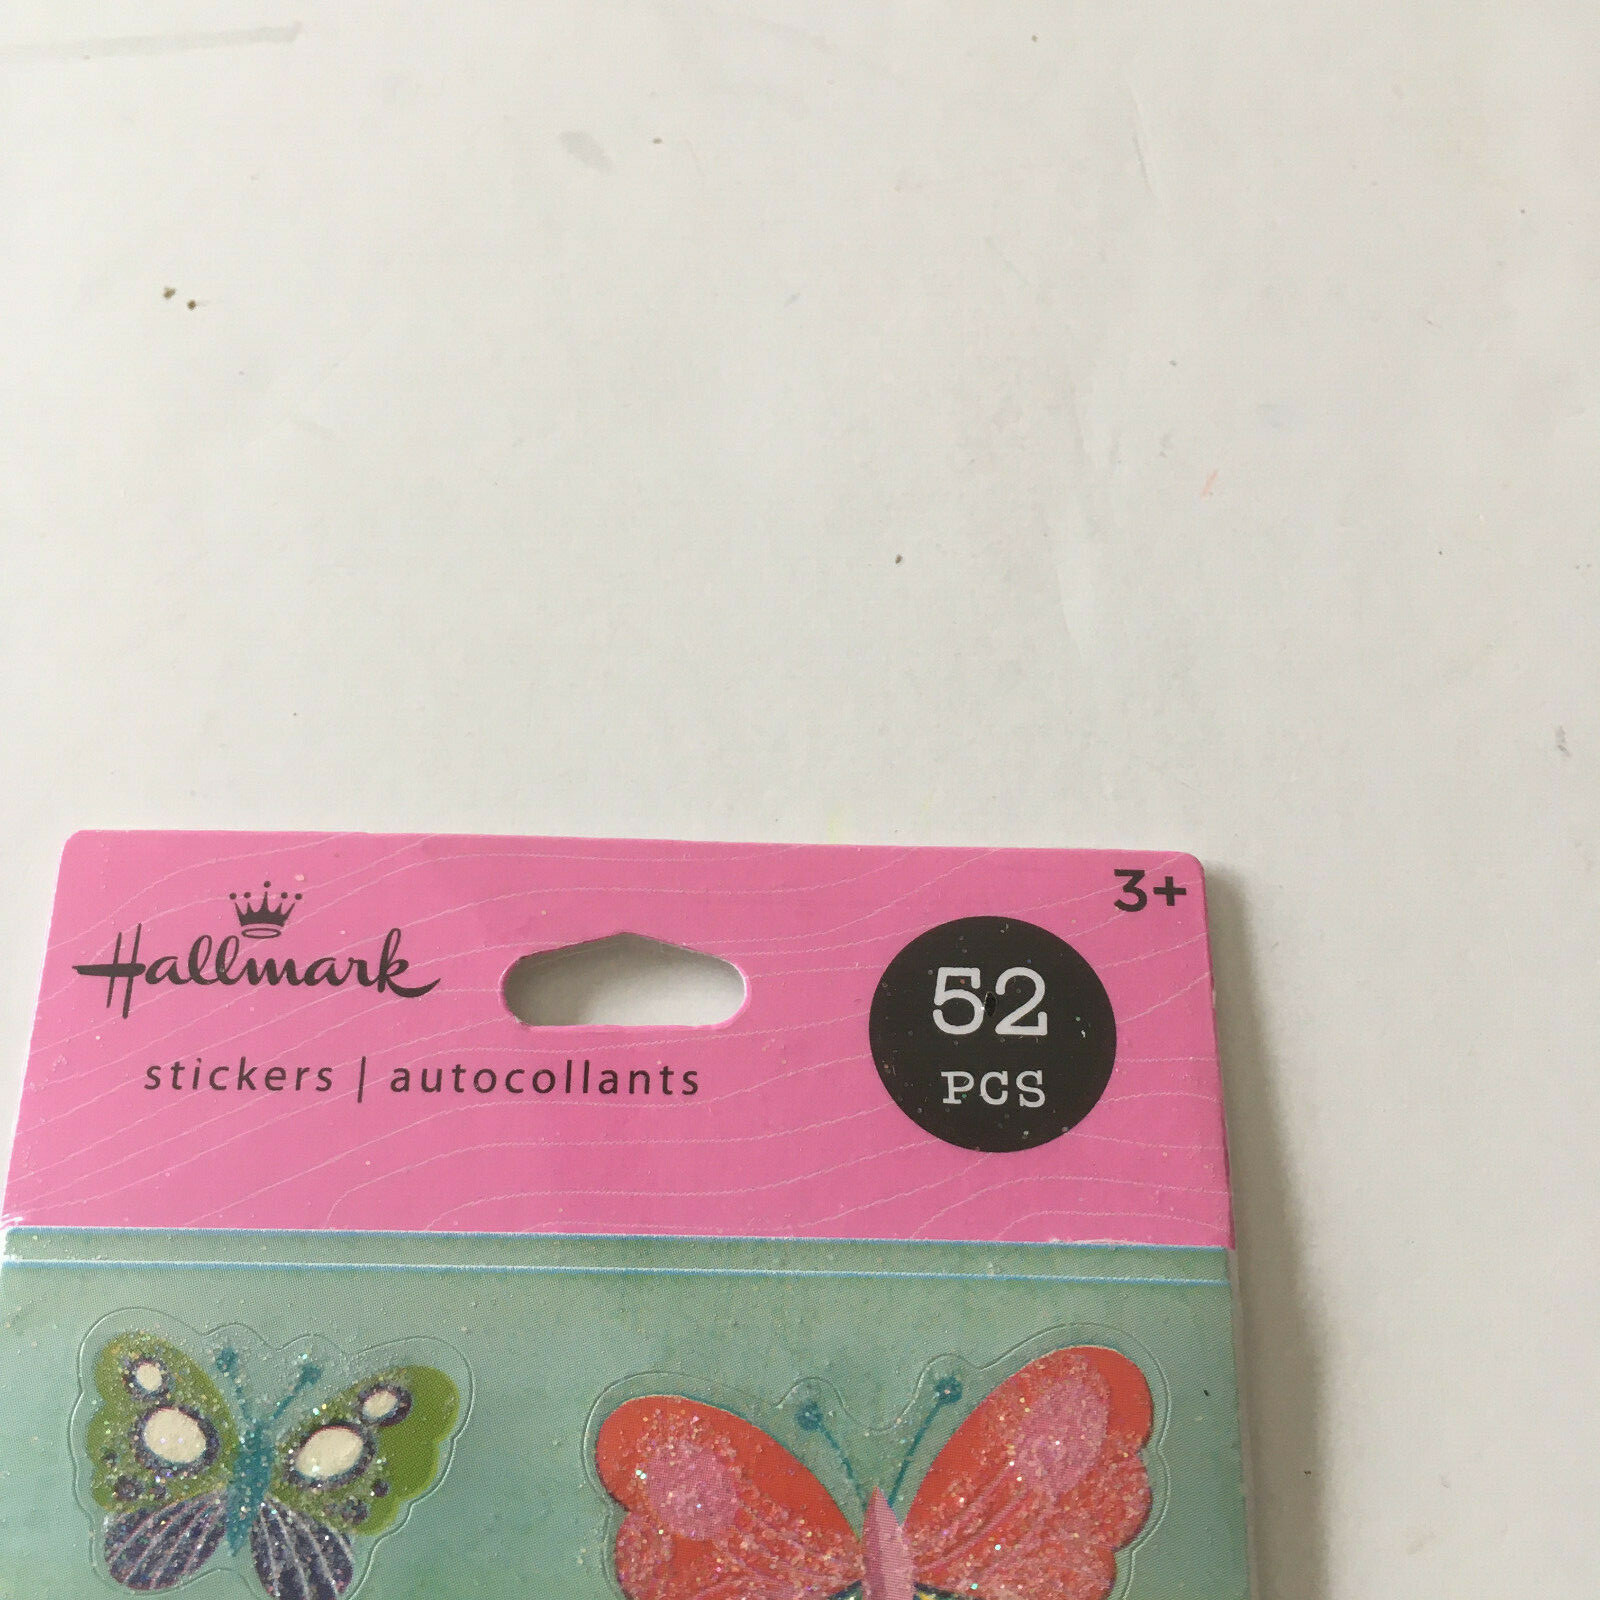 Hallmark
stickers | autocollants
3+
52
PCS